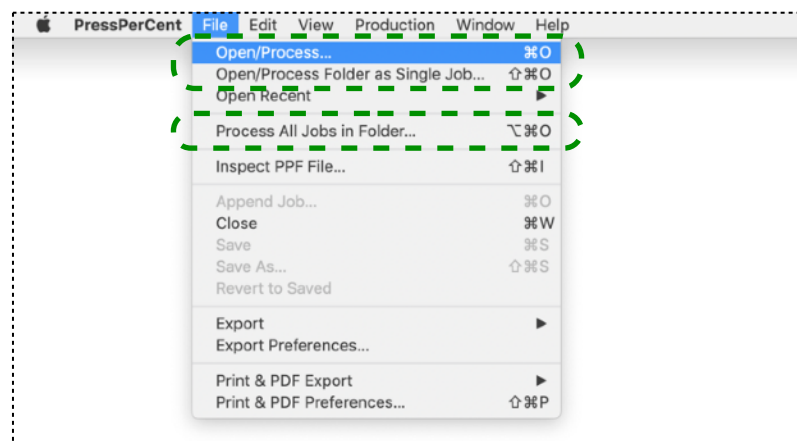 PressPerCent File Edit View Production Window Help
Open/Process... ⌘O
Open/Process Folder as Single Job... ⇧⌘O
Open Recent ▶
Process All Jobs in Folder... ⌥⌘O
Inspect PPF File... ⇧⌘I
Append Job... ⌘O
Close ⌘W
Save ⌘S
Save As... ⇧⌘S
Revert to Saved
Export ▶
Export Preferences...
Print & PDF Export ▶
Print & PDF Preferences... ⇧⌘P